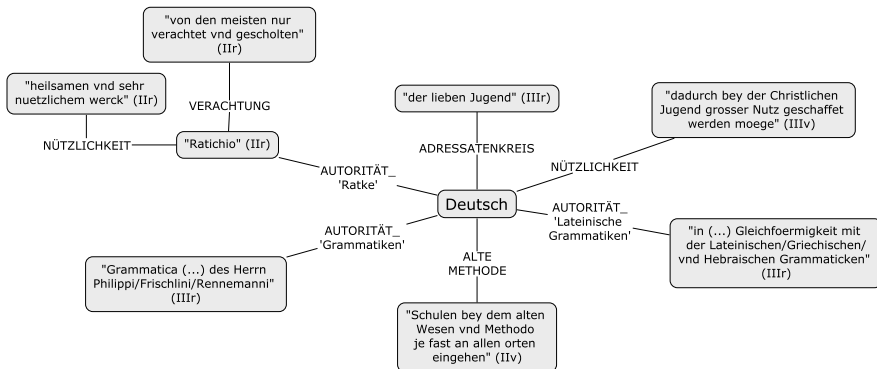 "von den meisten nur
verachtet vnd gescholten"
(IIr)
"heilsamen vnd sehr
nuetzlichem werck" (IIr)
VERACHTUNG
NÜTZLICHKEIT
"Ratichio" (IIr)
AUTORITÄT_
'Ratke'
"der lieben Jugend" (IIIr)
ADRESSATENKREIS
"dadurch bey der Christlichen
Jugend grosser Nutz geschaffet
werden moege" (IIIv)
NÜTZLICHKEIT
Deutsch
AUTORITÄT_
'Lateinische
Grammatiken'
"in (...) Gleichfoermigkeit mit
der Lateinischen/Griechischen/
vnd Hebraischen Grammaticken"
(IIIr)
AUTORITÄT_
'Grammatiken'
"Grammatica (...) des Herrn
Philippi/Frischlini/Rennemanni"
(IIIr)
ALTE
METHODE
"Schulen bey dem alten
Wesen vnd Methodo
je fast an allen orten
eingehen" (IIv)